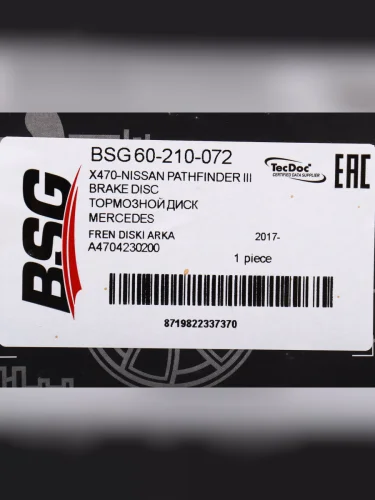 BSG
BSG 60-210-072
X470-NISSAN PATHFINDER III
BRAKE DISC
ТОРМОЗНОЙ ДИСК
MERCEDES
FREN DISKI ARKA 2017-
A4704230200
1 piece
TecDoc
CERTIFIED DATA SUPPLIER
EAC
8719822337370